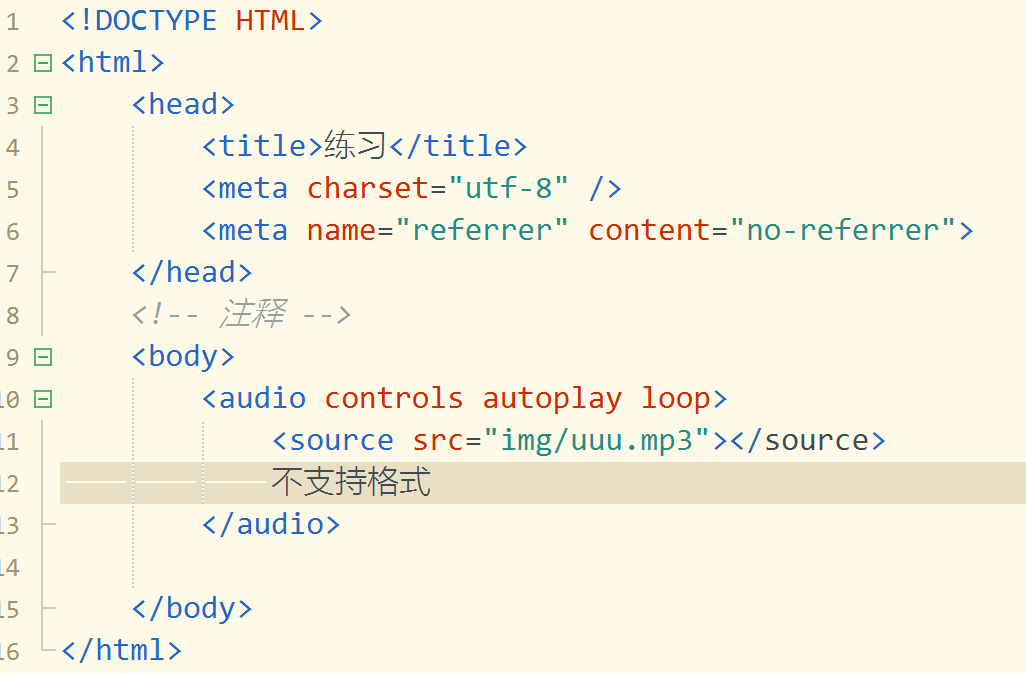 1 <!DOCTYPE HTML>
2 <html>
3 <head>
4 <title>练习</title>
5 <meta charset="utf-8" />
6 <meta name="referrer" content="no-referrer">
7 </head>
8 <!-- 注释 -->
9 <body>
10 <audio controls autoplay loop>
11 <source src="img/uuu.mp3"></source>
12 不支持格式
13 </audio>
14
15 </body>
16 </html>